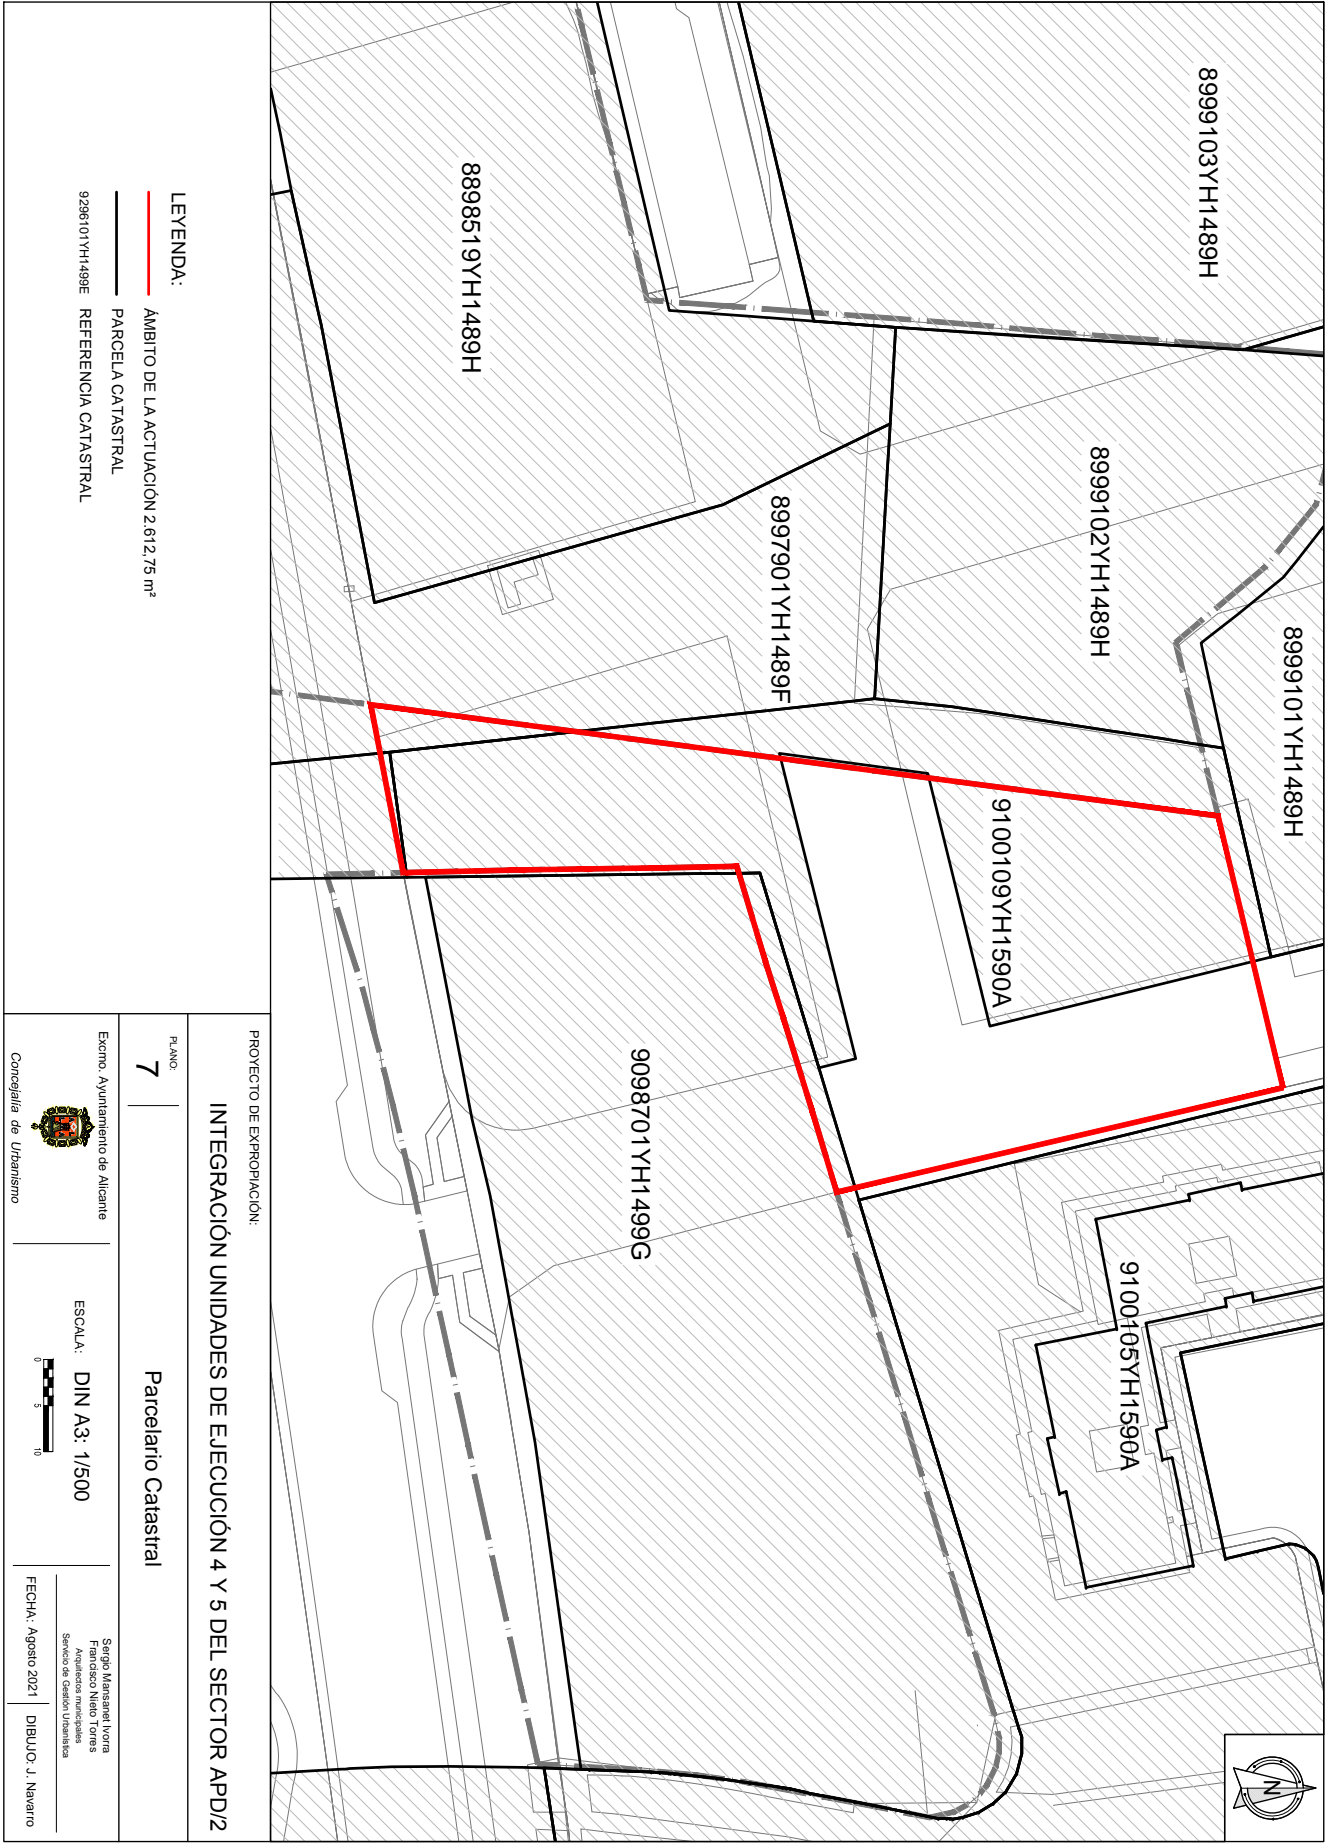 8999103YH1489H
8898519YH1489H
8999102YH1489H
8997901YH1489F
8999101YH1489H
9100109YH1590A
9098701YH1499G
9100105YH1590A
N
LEYENDA:
ÁMBITO DE LA ACTUACIÓN 2.612,75 m²
PARCELA CATASTRAL
9296101YH1499E REFERENCIA CATASTRAL
PROYECTO DE EXPROPIACIÓN:
INTEGRACIÓN UNIDADES DE EJECUCIÓN 4 Y 5 DEL SECTOR APD/2
PLANO:
7
Parcelario Catastral
Excmo. Ayuntamiento de Alicante
Concejalía de Urbanismo
ESCALA: DIN A3: 1/500
0 5 10
Sergio Mansanet Ivorra
Francisco Nieto Torres
Arquitectos municipales
Servicio de Gestión Urbanística
FECHA: Agosto 2021
DIBUJO: J. Navarro